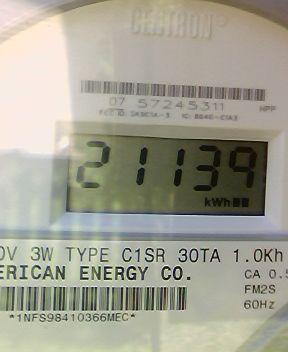 CENTRON®
07 57245311 HPP
21139
kWh
0V 3W TYPE C1SR 30TA 1.0Kh
ERICAN ENERGY CO. CA 0.5
FM2S
60Hz
*1NFS98410366MEC*